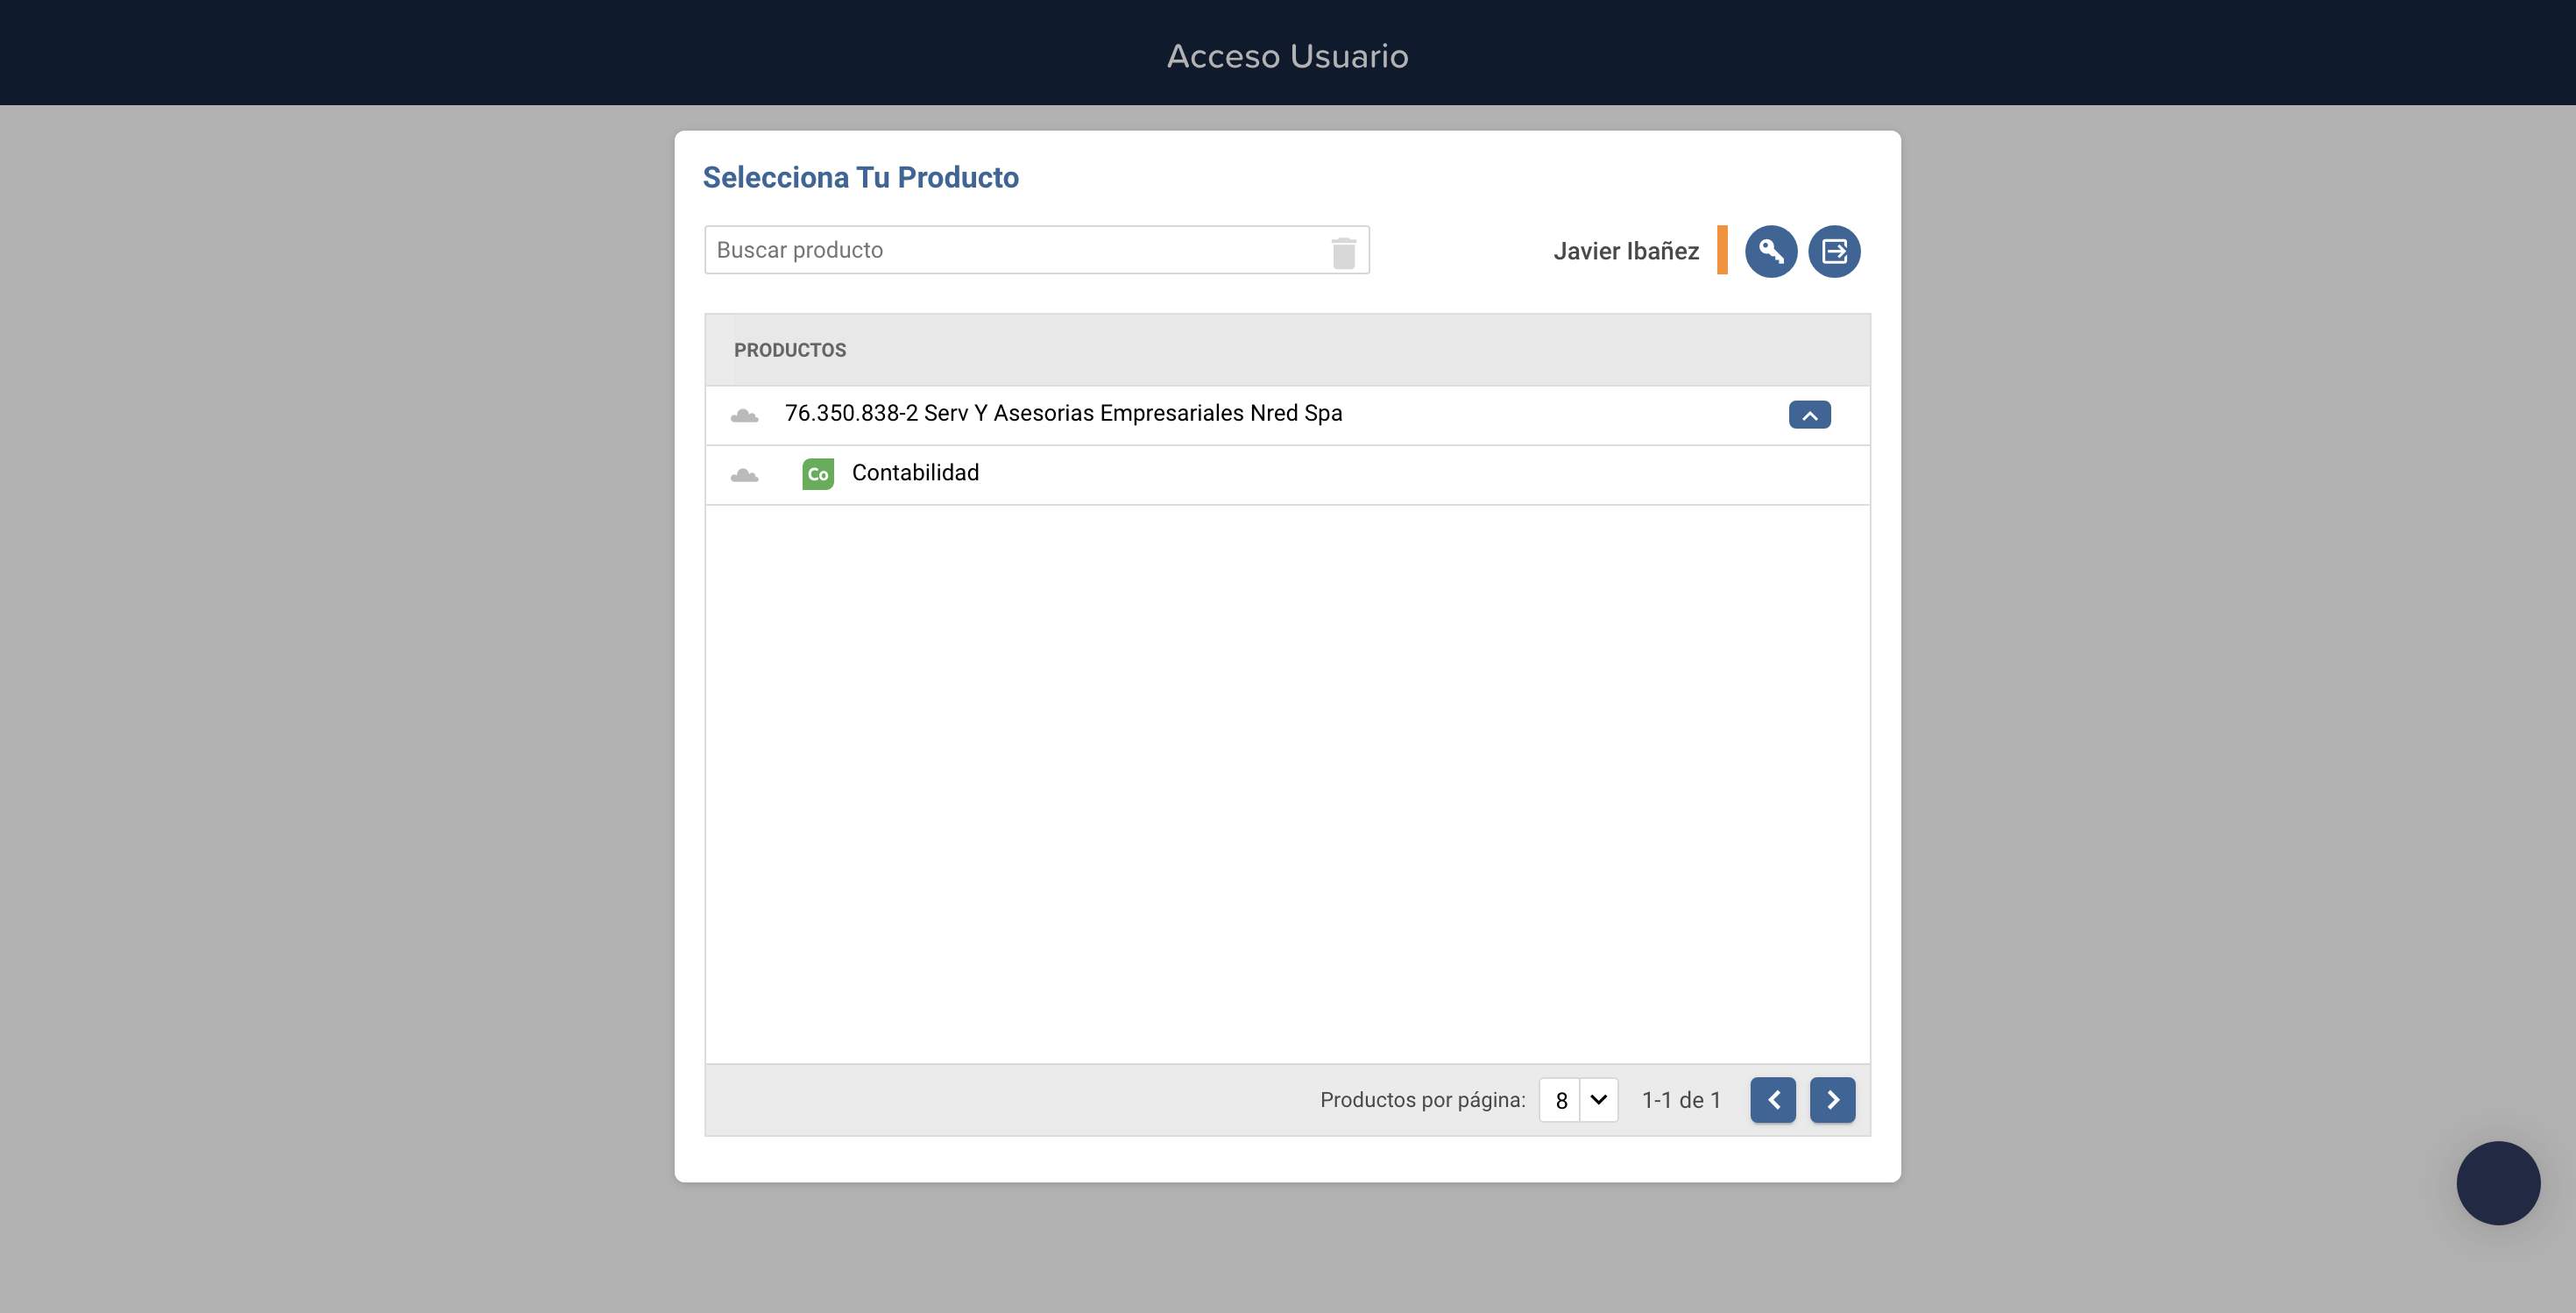 Acceso Usuario
Selecciona Tu Producto
Buscar producto
Javier Ibañez
PRODUCTOS
76.350.838-2 Serv Y Asesorias Empresariales Nred Spa
Co Contabilidad
Productos por página: 8 1-1 de 1